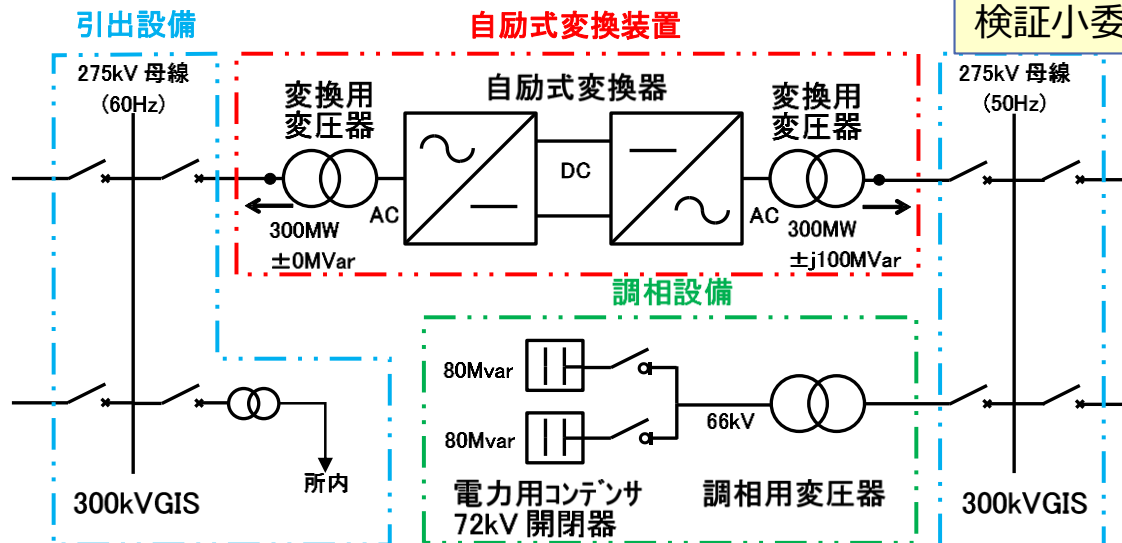 引出設備
自励式変換装置
検証小委
275kV 母線
(60Hz)
変換用
変圧器
自励式変換器
変換用
変圧器
275kV 母線
(50Hz)
DC
AC
AC
300MW
±0MVar
300MW
±j100MVar
調相設備
80Mvar
80Mvar
66kV
所内
300kVGIS
電力用コンデンサ
72kV 開閉器
調相用変圧器
300kVGIS